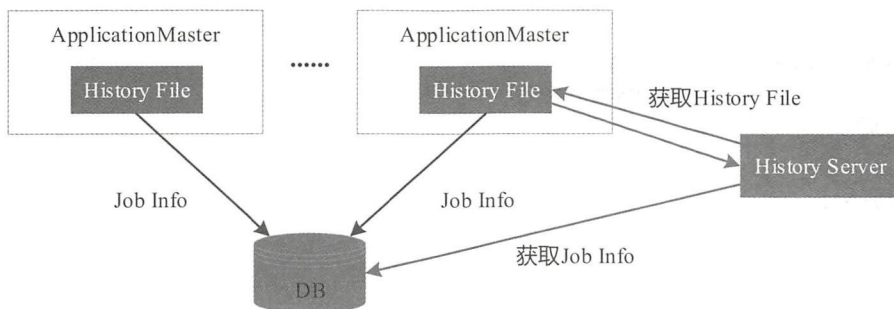 ApplicationMaster
ApplicationMaster
......
History File
History File
获取History File
History Server
Job Info
Job Info
获取Job Info
DB